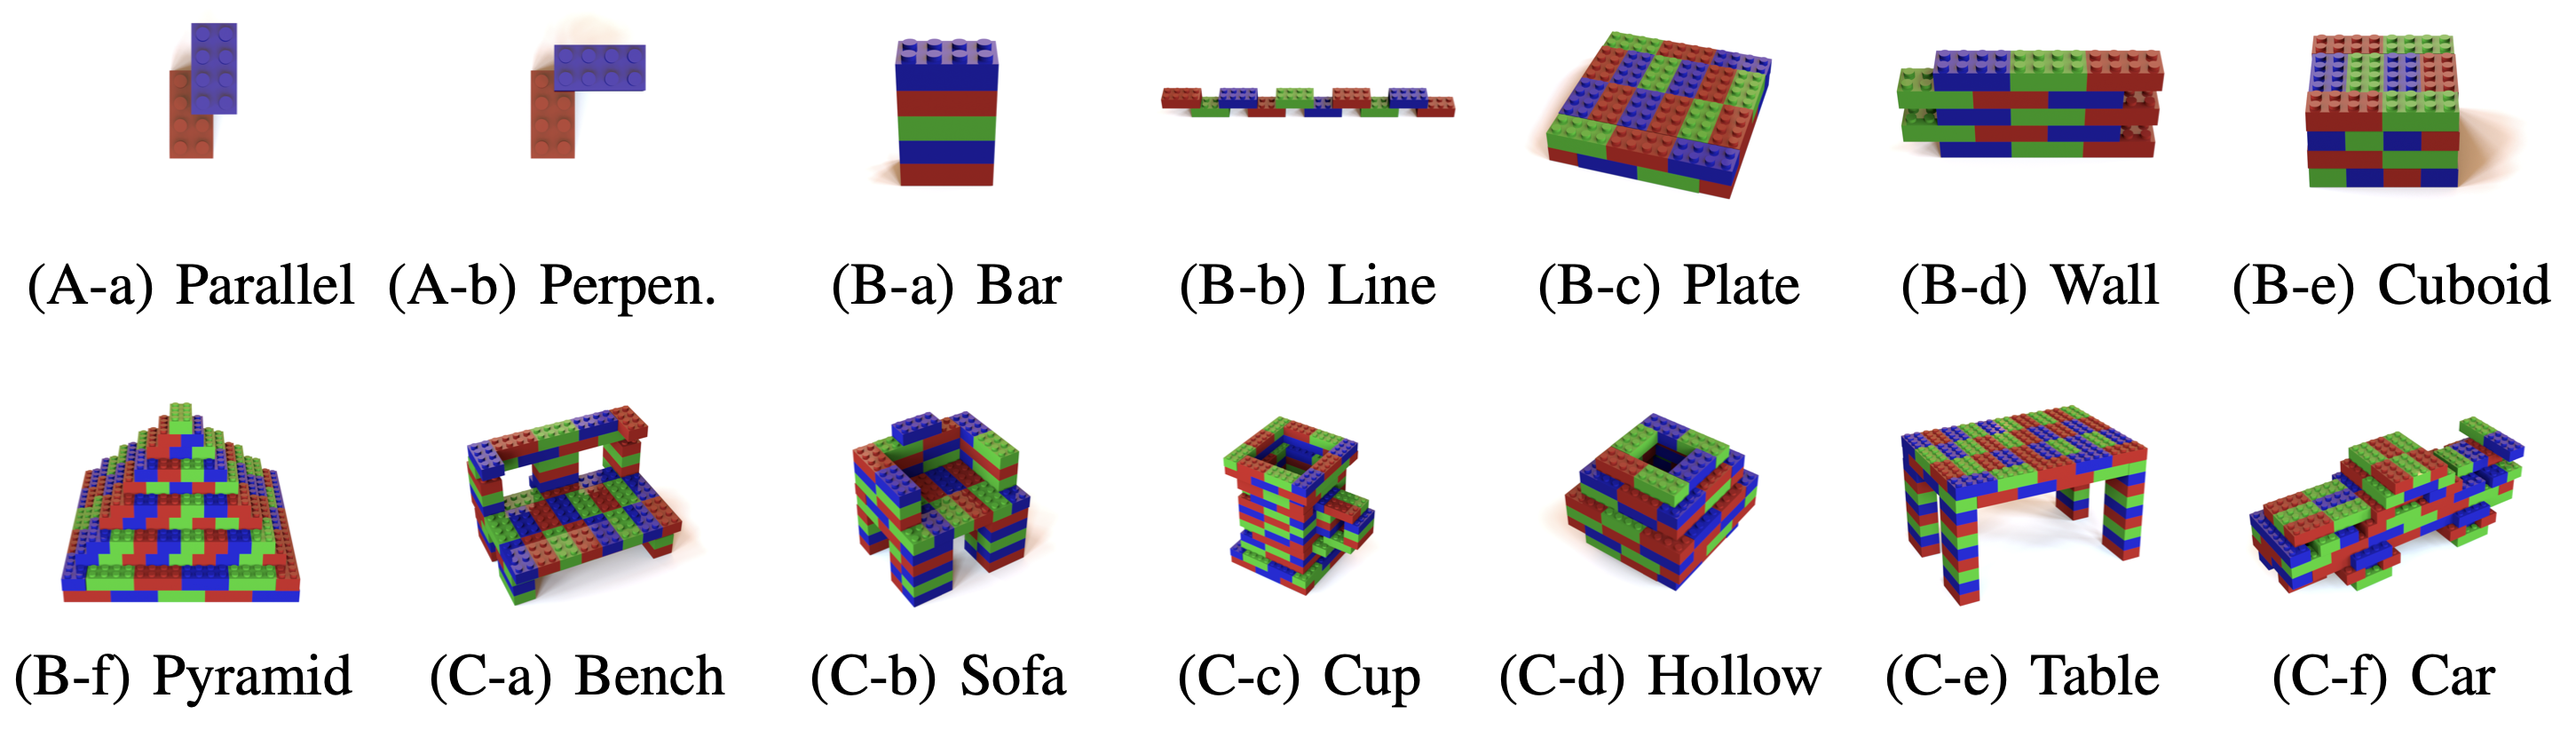 (A-a) Parallel (A-b) Perpen. (B-a) Bar (B-b) Line (B-c) Plate (B-d) Wall (B-e) Cuboid
(B-f) Pyramid (C-a) Bench (C-b) Sofa (C-c) Cup (C-d) Hollow (C-e) Table (C-f) Car